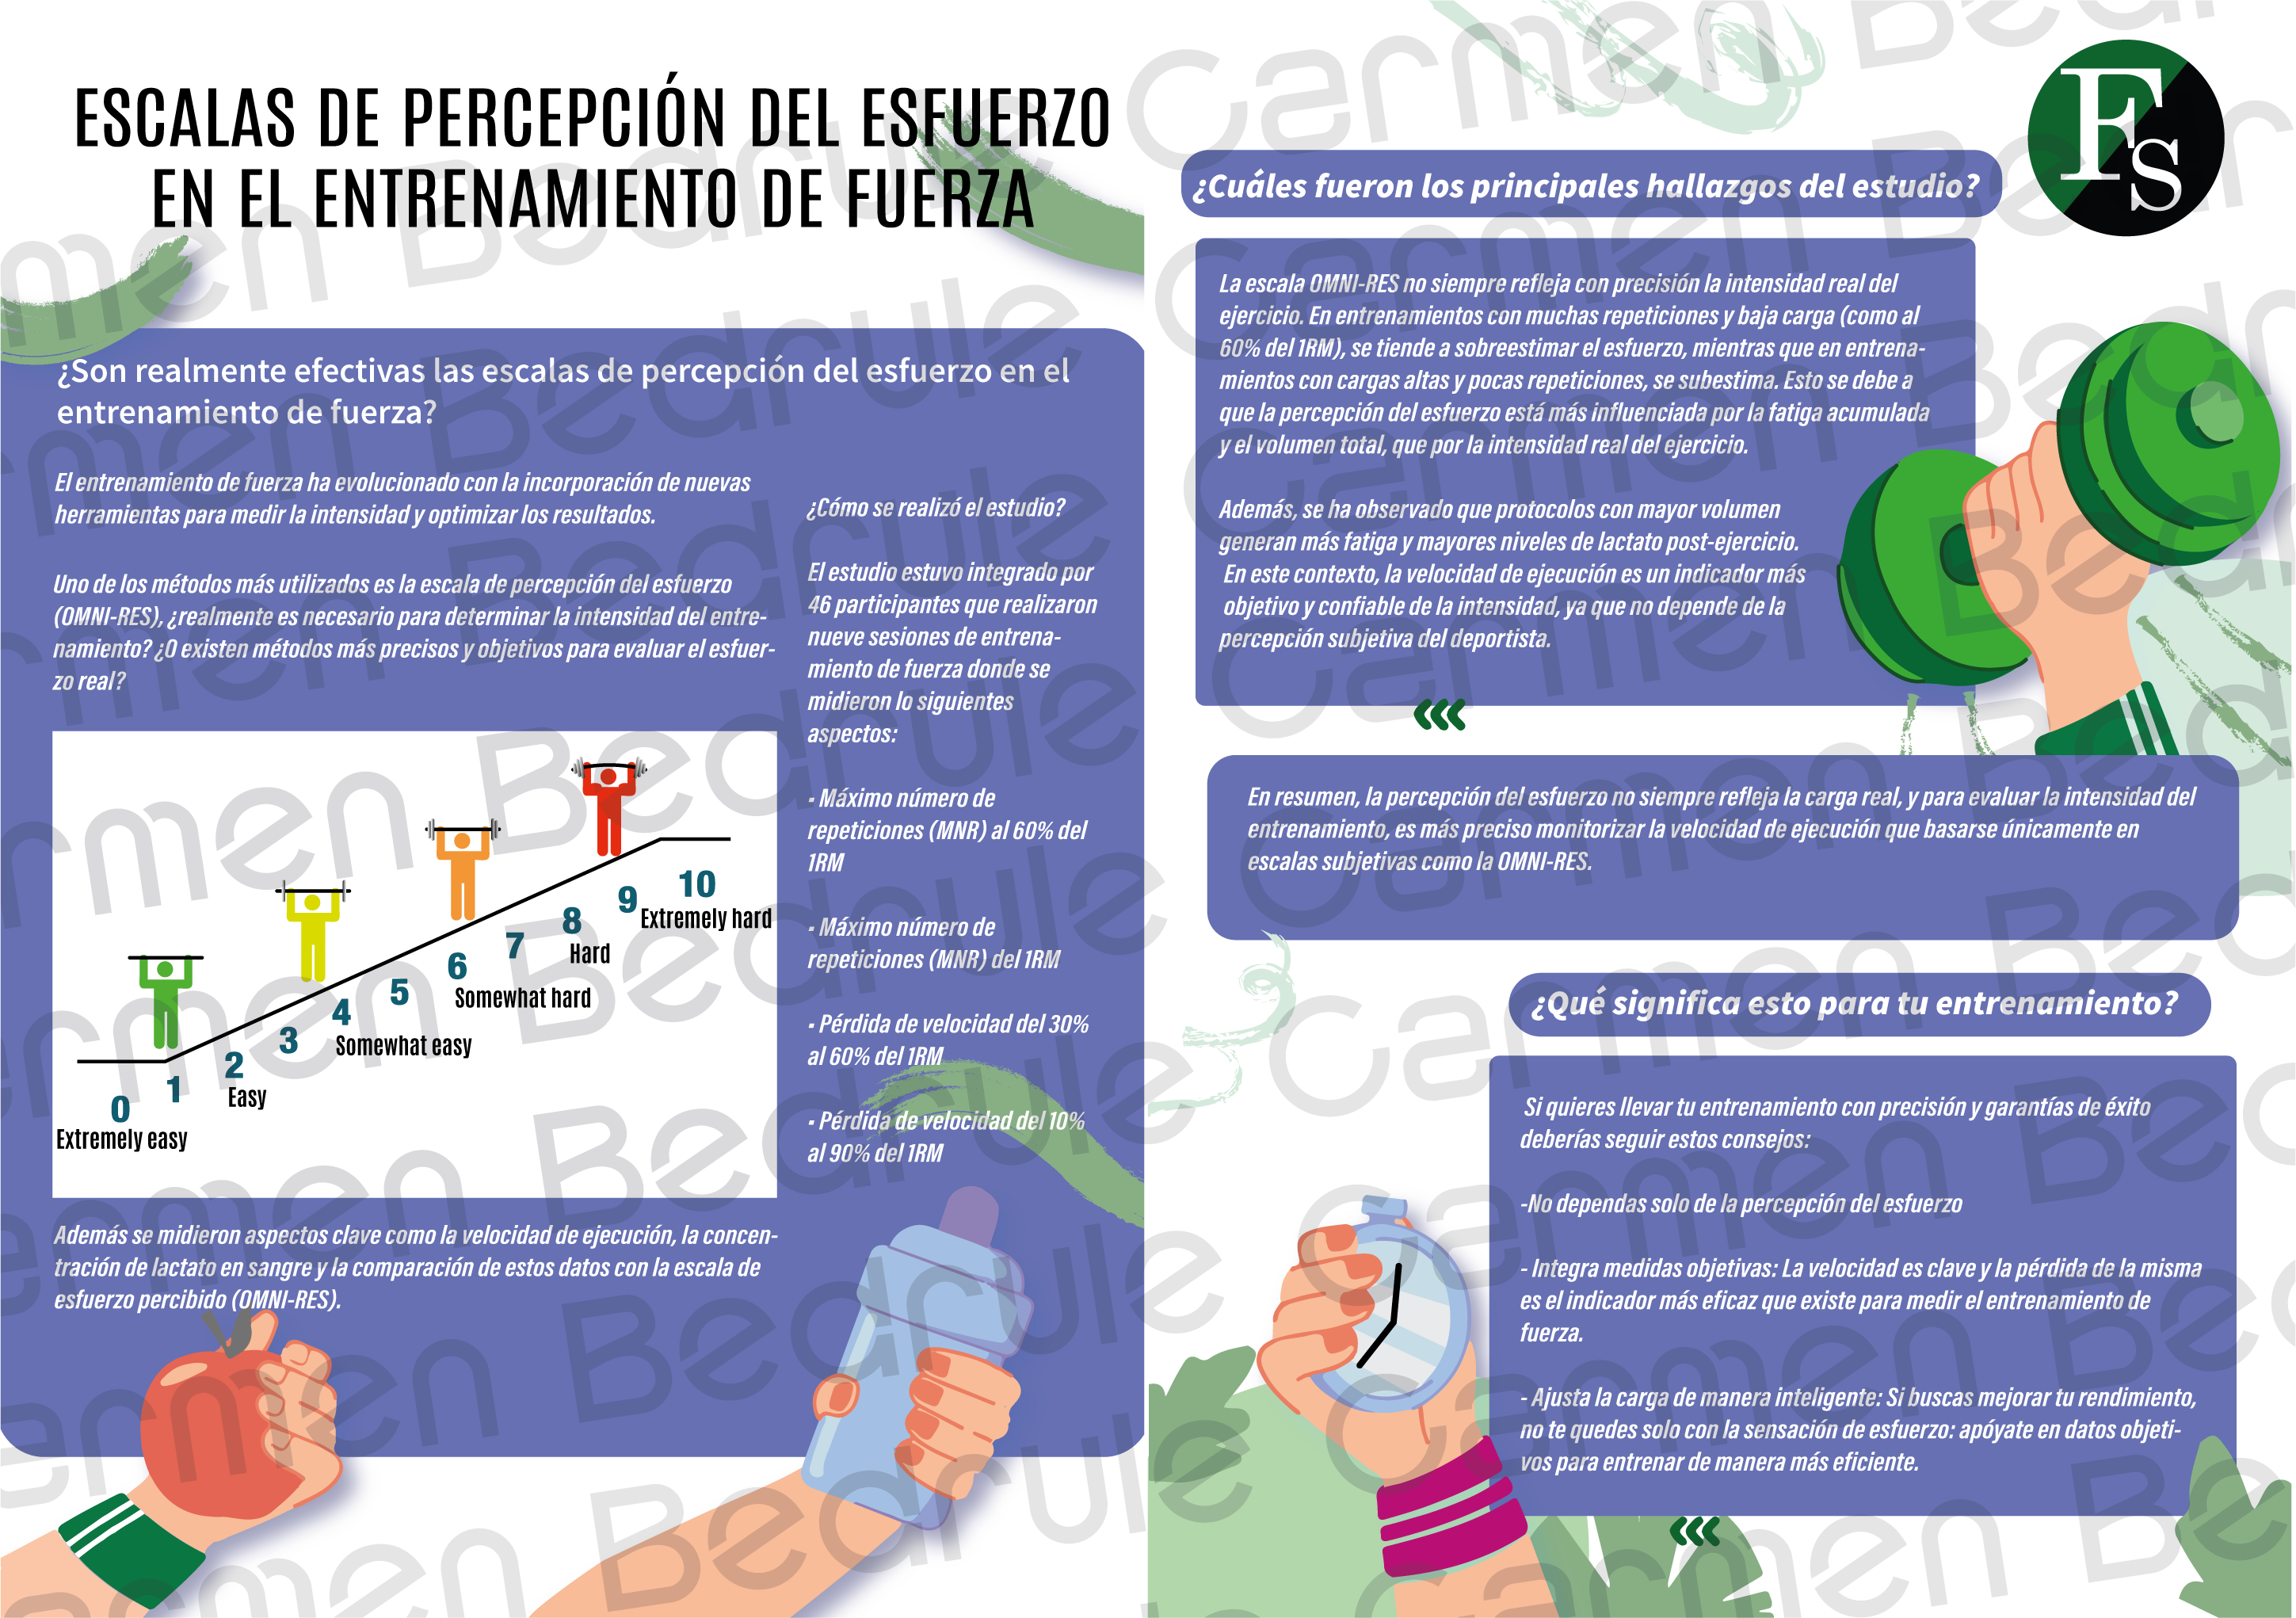 ESCALAS DE PERCEPCIÓN DEL ESFUERZO
EN EL ENTRENAMIENTO DE FUERZA
¿Son realmente efectivas las escalas de percepción del esfuerzo en el
entrenamiento de fuerza?
El entrenamiento de fuerza ha evolucionado con la incorporación de nuevas
herramientas para medir la intensidad y optimizar los resultados.
Uno de los métodos más utilizados es la escala de percepción del esfuerzo
(OMNI-RES), ¿realmente es necesario para determinar la intensidad del entre-
namiento? ¿O existen métodos más precisos y objetivos para evaluar el esfuer-
zo real?
0
Extremely easy
1
2
Easy
3
4
Somewhat easy
5
6
Somewhat hard
7
8
Hard
9
10
Extremely hard
Además se midieron aspectos clave como la velocidad de ejecución, la concen-
tración de lactato en sangre y la comparación de estos datos con la escala de
esfuerzo percibido (OMNI-RES).
¿Cómo se realizó el estudio?
El estudio estuvo integrado por
46 participantes que realizaron
nueve sesiones de entrena-
miento de fuerza donde se
midieron lo siguientes
aspectos:
· Máximo número de
repeticiones (MNR) al 60% del
1RM
· Máximo número de
repeticiones (MNR) del 1RM
· Pérdida de velocidad del 30%
al 60% del 1RM
· Pérdida de velocidad del 10%
al 90% del 1RM
FS
¿Cuáles fueron los principales hallazgos del estudio?
La escala OMNI-RES no siempre refleja con precisión la intensidad real del
ejercicio. En entrenamientos con muchas repeticiones y baja carga (como al
60% del 1RM), se tiende a sobreestimar el esfuerzo, mientras que en entrena-
mientos con cargas altas y pocas repeticiones, se subestima. Esto se debe a
que la percepción del esfuerzo está más influenciada por la fatiga acumulada
y el volumen total, que por la intensidad real del ejercicio.
Además, se ha observado que protocolos con mayor volumen
generan más fatiga y mayores niveles de lactato post-ejercicio.
En este contexto, la velocidad de ejecución es un indicador más
objetivo y confiable de la intensidad, ya que no depende de la
percepción subjetiva del deportista.
En resumen, la percepción del esfuerzo no siempre refleja la carga real, y para evaluar la intensidad del
entrenamiento, es más preciso monitorizar la velocidad de ejecución que basarse únicamente en
escalas subjetivas como la OMNI-RES.
¿Qué significa esto para tu entrenamiento?
Si quieres llevar tu entrenamiento con precisión y garantías de éxito
deberías seguir estos consejos:
-No dependas solo de la percepción del esfuerzo
- Integra medidas objetivas: La velocidad es clave y la pérdida de la misma
es el indicador más eficaz que existe para medir el entrenamiento de
fuerza.
- Ajusta la carga de manera inteligente: Si buscas mejorar tu rendimiento,
no te quedes solo con la sensación de esfuerzo: apóyate en datos objeti-
vos para entrenar de manera más eficiente.
Carmen Bedrule